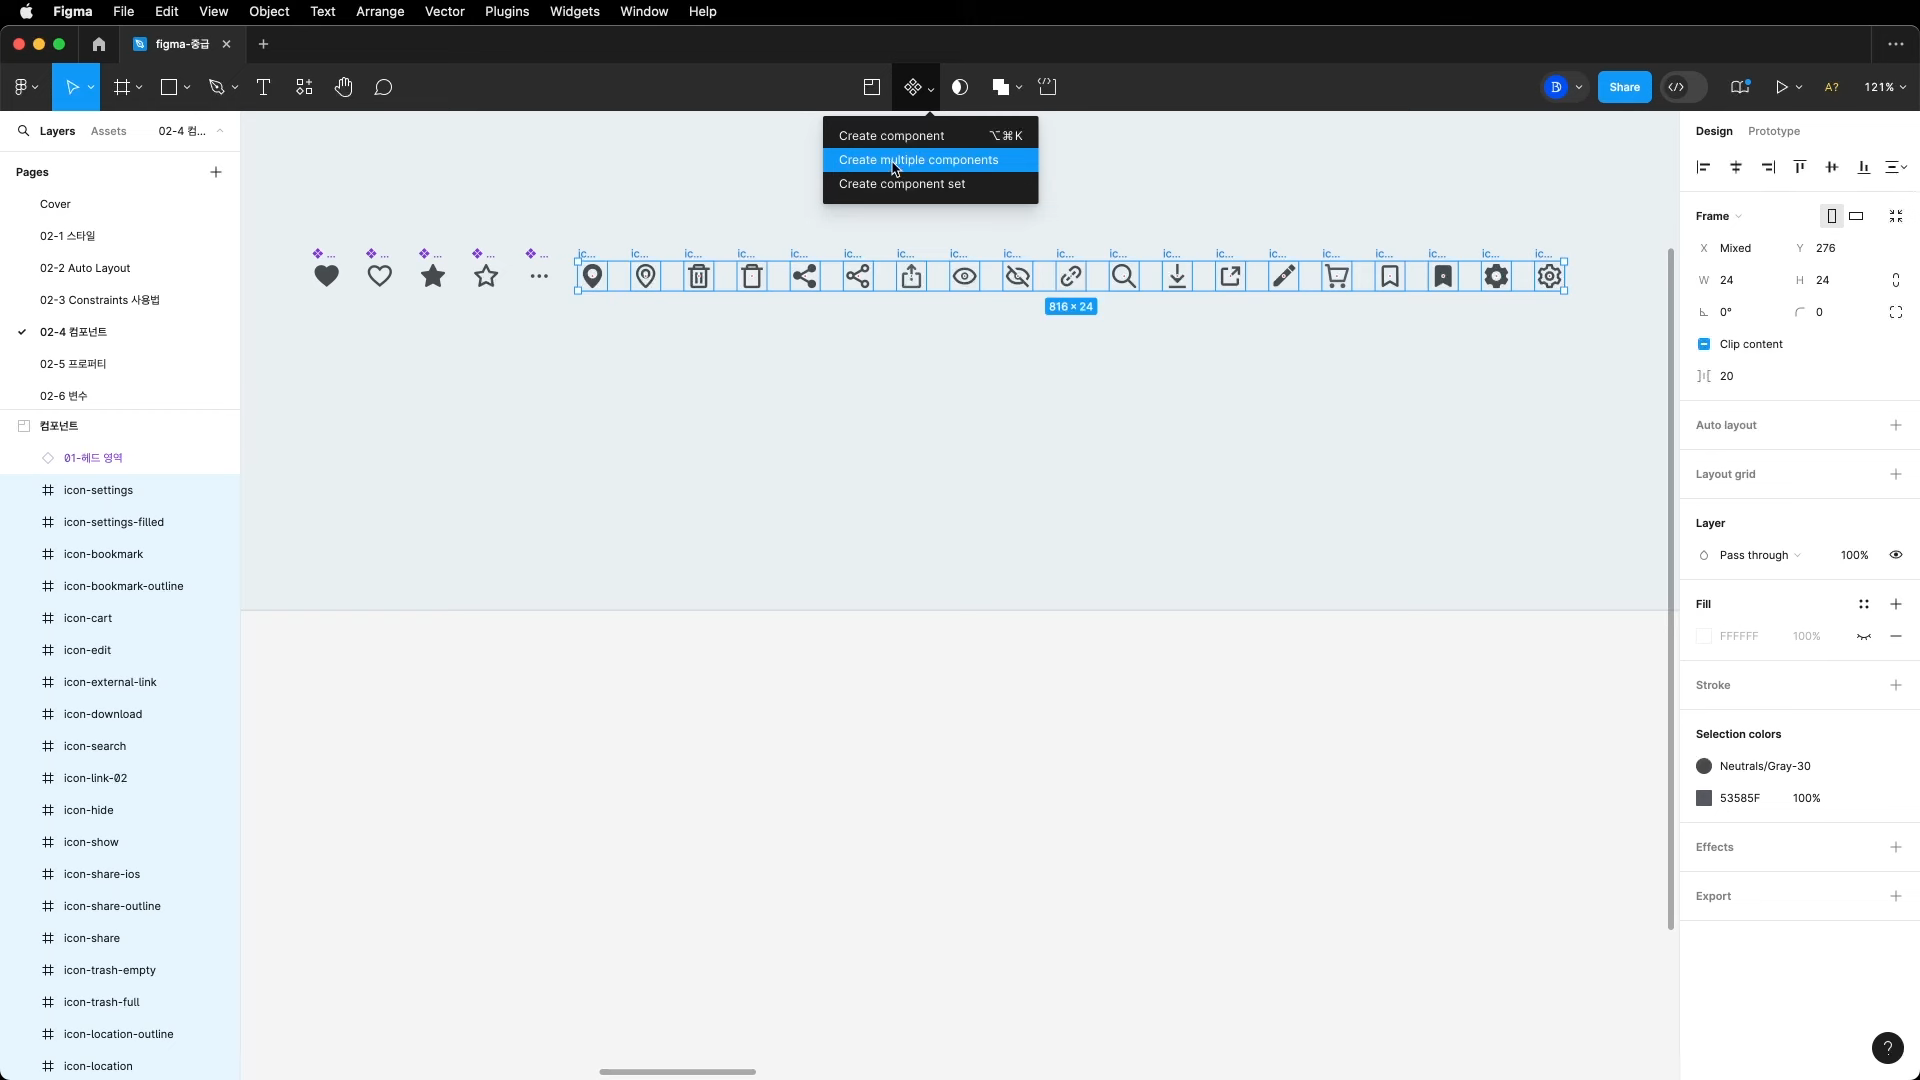 Figma File Edit View Object Text Arrange Vector Plugins Widgets Window Help
figma-중급
B Share A? 121%
Layers Assets 02-4 컴...
Create component ⌥⌘K
Create multiple components
Create component set
Design Prototype
Pages
Cover
02-1 스타일
02-2 Auto Layout
02-3 Constraints 사용법
02-4 컴포넌트
02-5 프로퍼티
02-6 변수
컴포넌트
01-헤드 영역
icon-settings
icon-settings-filled
icon-bookmark
icon-bookmark-outline
icon-cart
icon-edit
icon-external-link
icon-download
icon-search
icon-link-02
icon-hide
icon-show
icon-share-ios
icon-share-outline
icon-share
icon-trash-empty
icon-trash-full
icon-location-outline
icon-location
... ... ... ... ... ic... ic... ic... ic... ic... ic... ic... ic... ic... ic... ic... ic... ic... ic... ic... ic... ic... ic... ic...
816 × 24
Frame
X Mixed Y 276
W 24 H 24
0° 0
Clip content
20
Auto layout
Layout grid
Layer
Pass through 100%
Fill
FFFFFF 100%
Stroke
Selection colors
Neutrals/Gray-30
53585F 100%
Effects
Export
?